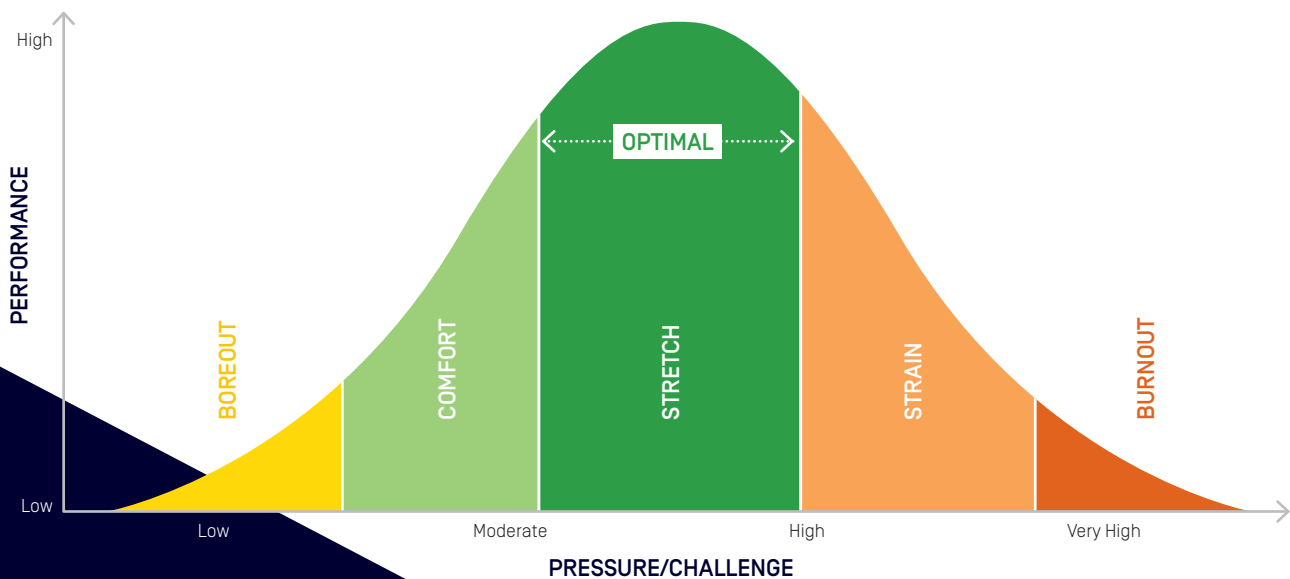 High
OPTIMAL
PERFORMANCE
BOREOUT
COMFORT
STRETCH
STRAIN
BURNOUT
Low
Low
Moderate
High
Very High
PRESSURE/CHALLENGE